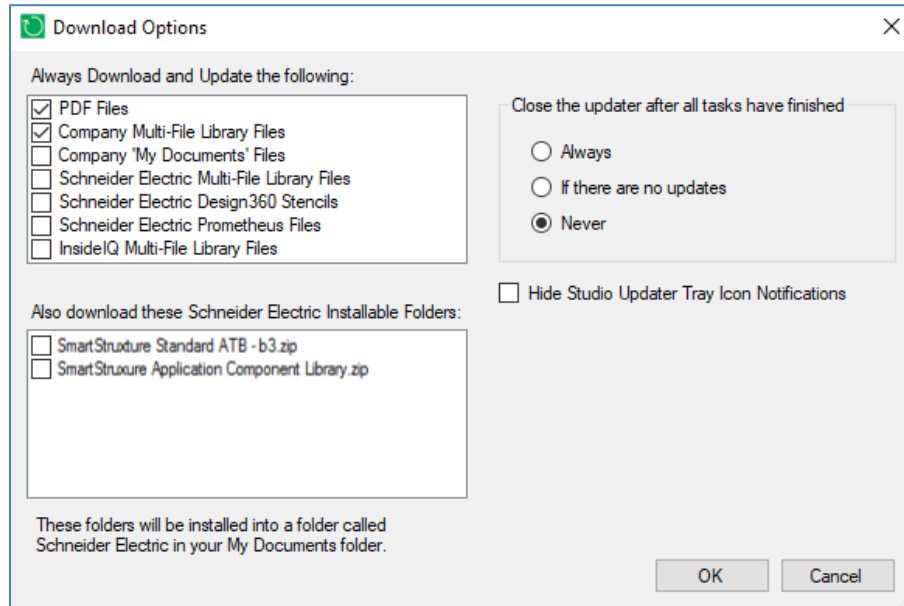 Download Options
Always Download and Update the following:
PDF Files
Company Multi-File Library Files
Company 'My Documents' Files
Schneider Electric Multi-File Library Files
Schneider Electric Design360 Stencils
Schneider Electric Prometheus Files
InsideIQ Multi-File Library Files
Also download these Schneider Electric Installable Folders:
SmartStruxture Standard ATB - b3.zip
SmartStruxure Application Component Library.zip
These folders will be installed into a folder called
Schneider Electric in your My Documents folder.
Close the updater after all tasks have finished
Always
If there are no updates
Never
Hide Studio Updater Tray Icon Notifications
OK
Cancel